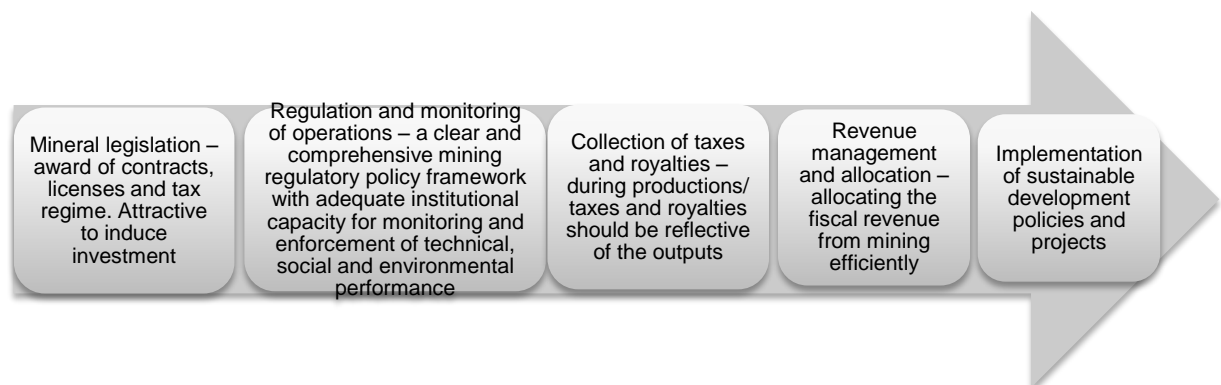 Mineral legislation –
award of contracts,
licenses and tax
regime. Attractive
to induce
investment
Regulation and monitoring
of operations – a clear and
comprehensive mining
regulatory policy framework
with adequate institutional
capacity for monitoring and
enforcement of technical,
social and environmental
performance
Collection of taxes
and royalties –
during productions/
taxes and royalties
should be reflective
of the outputs
Revenue
management
and allocation –
allocating the
fiscal revenue
from mining
efficiently
Implementation
of sustainable
development
policies and
projects